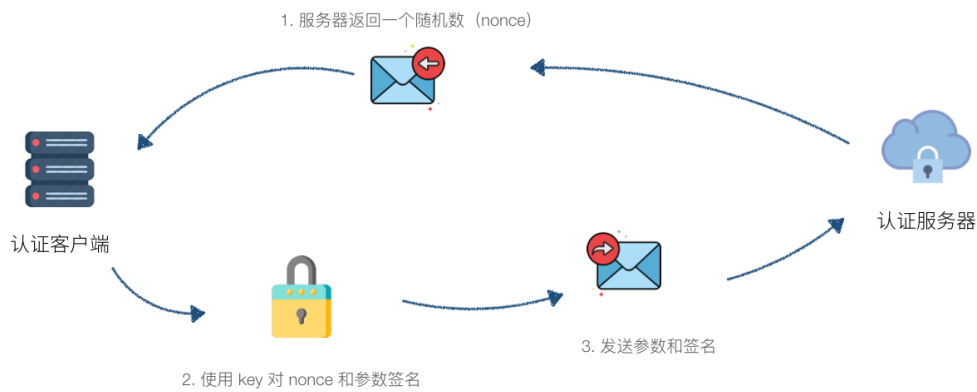 1. 服务器返回一个随机数（nonce）
认证客户端
认证服务器
2. 使用 key 对 nonce 和参数签名
3. 发送参数和签名